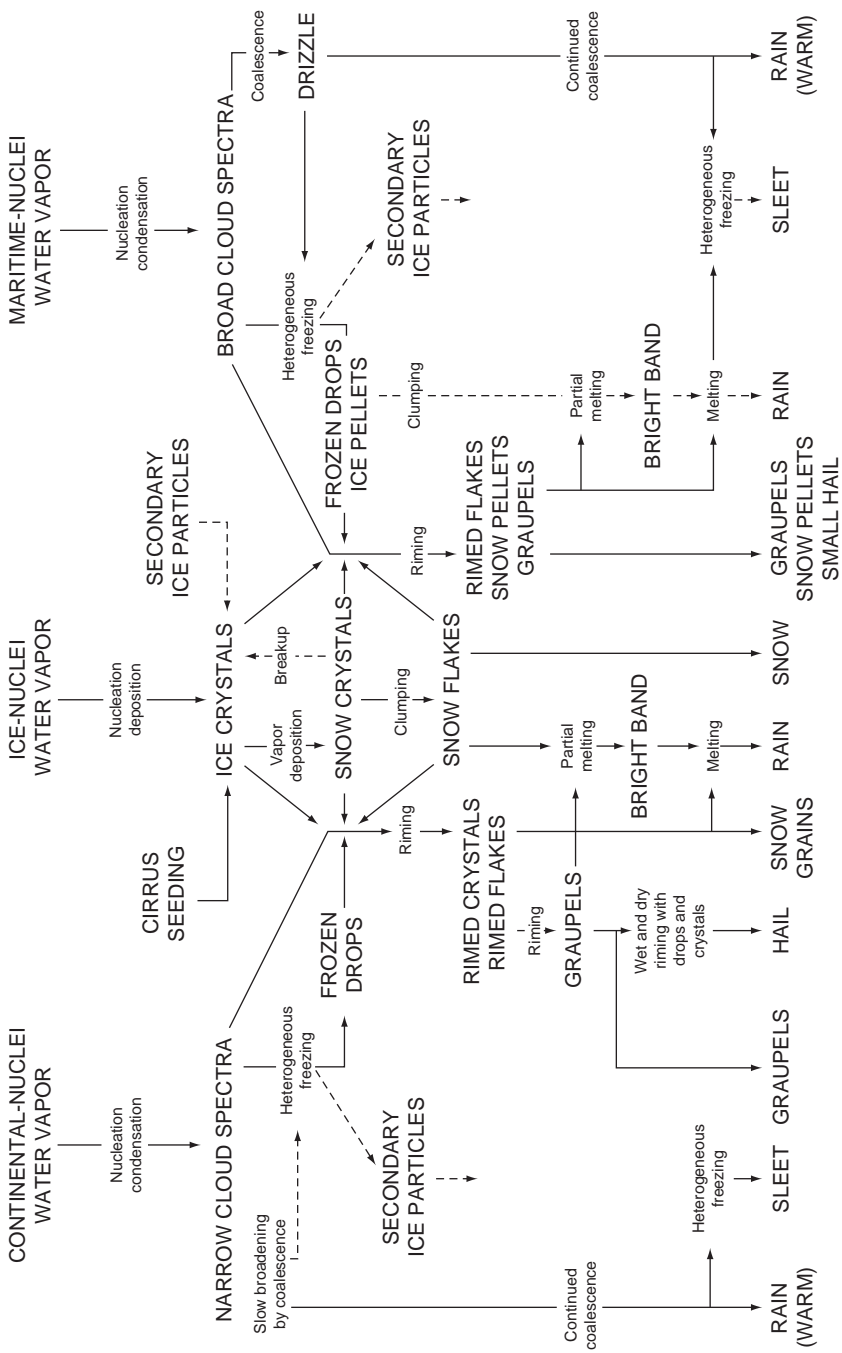 CONTINENTAL-NUCLEI
WATER VAPOR
ICE-NUCLEI
WATER VAPOR
MARITIME-NUCLEI
WATER VAPOR
Nucleation
condensation
Nucleation
deposition
Nucleation
condensation
CIRRUS
SEEDING
SECONDARY
ICE PARTICLES
NARROW CLOUD SPECTRA
ICE CRYSTALS
BROAD CLOUD SPECTRA
Slow broadening
by coalescence
Heterogeneous
freezing
Vapor
deposition
Breakup
Heterogeneous
freezing
Coalescence
FROZEN
DROPS
SNOW CRYSTALS
FROZEN DROPS
ICE PELLETS
DRIZZLE
SECONDARY
ICE PARTICLES
Riming
Clumping
Riming
Clumping
SECONDARY
ICE PARTICLES
RIMED CRYSTALS
RIMED FLAKES
SNOW FLAKES
RIMED FLAKES
SNOW PELLETS
GRAUPELS
Riming
GRAUPELS
Continued
coalescence
Partial
melting
Partial
melting
Continued
coalescence
Wet and dry
riming with
drops and
crystals
BRIGHT BAND
BRIGHT BAND
Heterogeneous
freezing
Melting
Melting
Heterogeneous
freezing
RAIN
(WARM)
SLEET
GRAUPELS
HAIL
SNOW
GRAINS
RAIN
SNOW
GRAUPELS
SNOW PELLETS
SMALL HAIL
RAIN
SLEET
RAIN
(WARM)